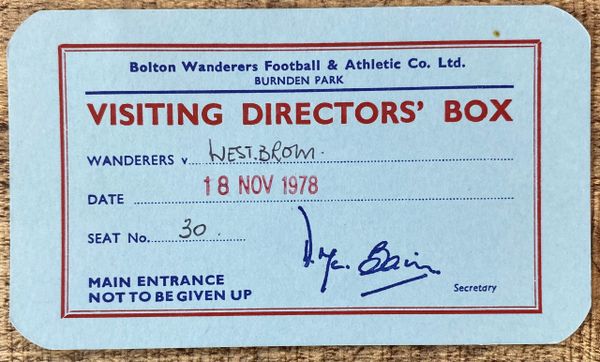 Bolton Wanderers Football & Athletic Co. Ltd.
BURNDEN PARK
VISITING DIRECTORS' BOX
WANDERERS v. WEST.BROM.
DATE 18 NOV 1978
SEAT No. 30.
MAIN ENTRANCE
NOT TO BE GIVEN UP
Secretary